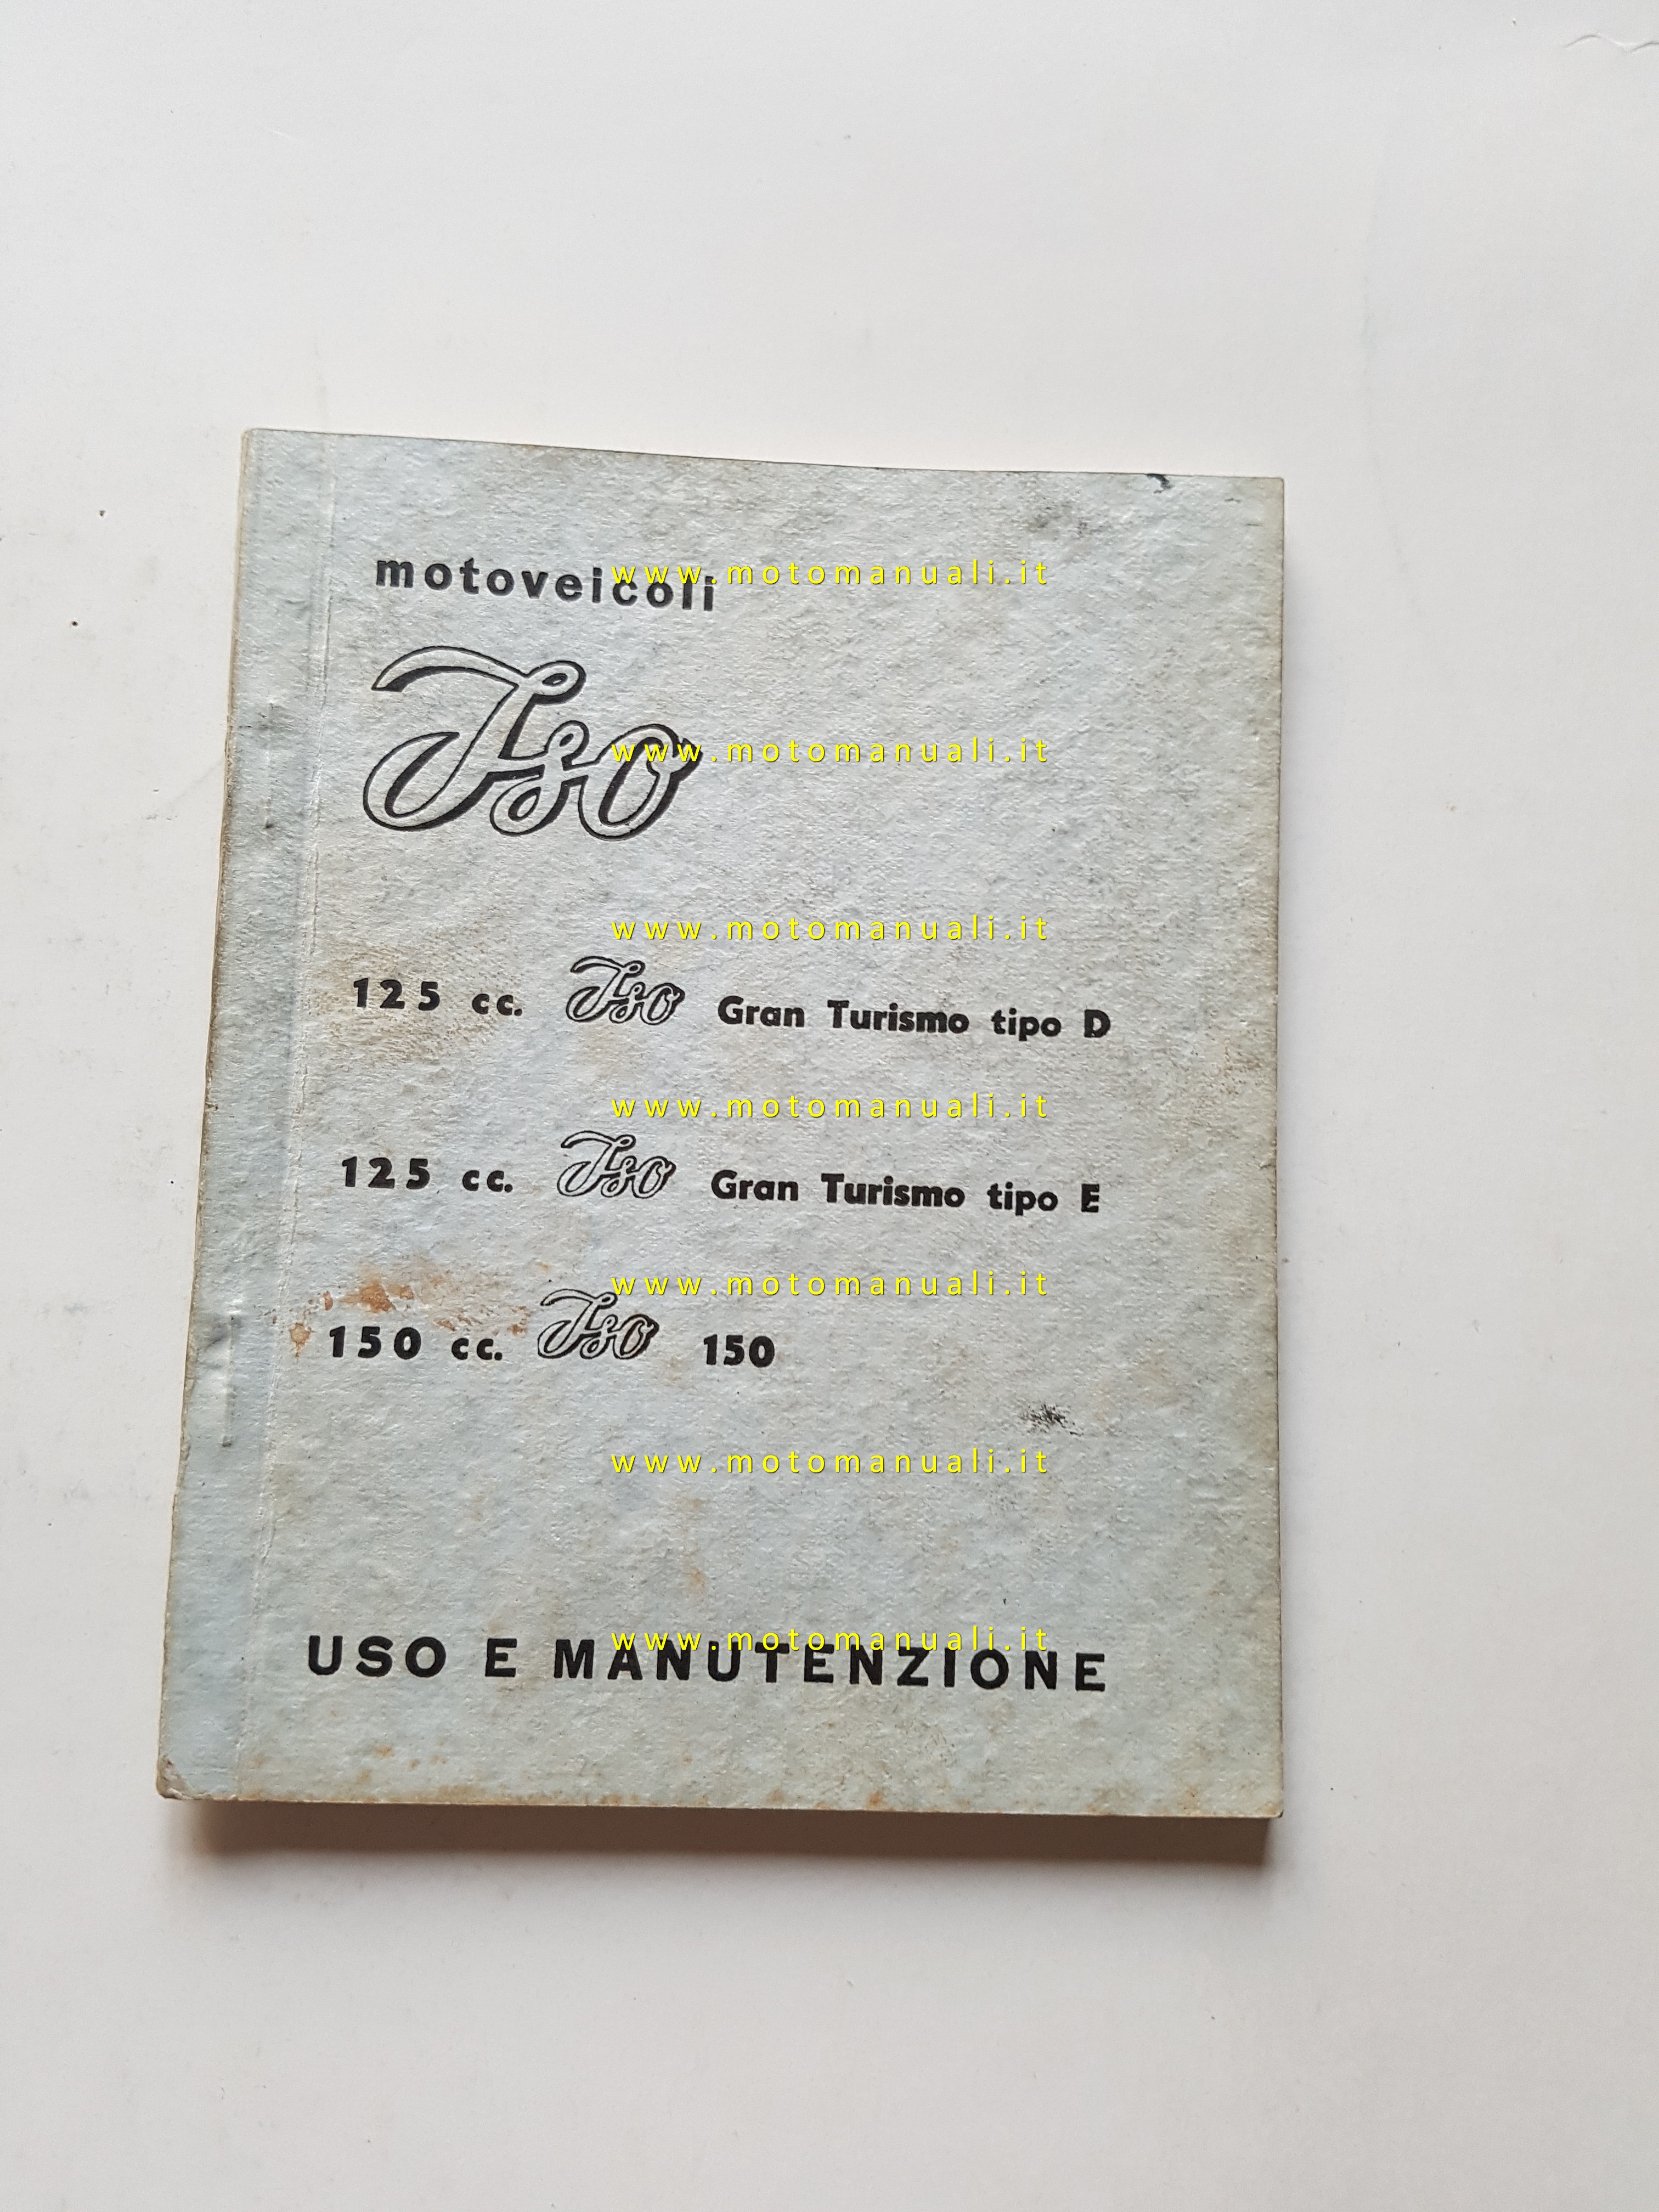 motoveicoli
www.motomanuali.it
Iso
www.motomanuali.it
www.motomanuali.it
125 cc. Iso Gran Turismo tipo D
www.motomanuali.it
125 cc. Iso Gran Turismo tipo E
www.motomanuali.it
150 cc. Iso 150
www.motomanuali.it
www.motomanuali.it
USO E MANUTENZIONE